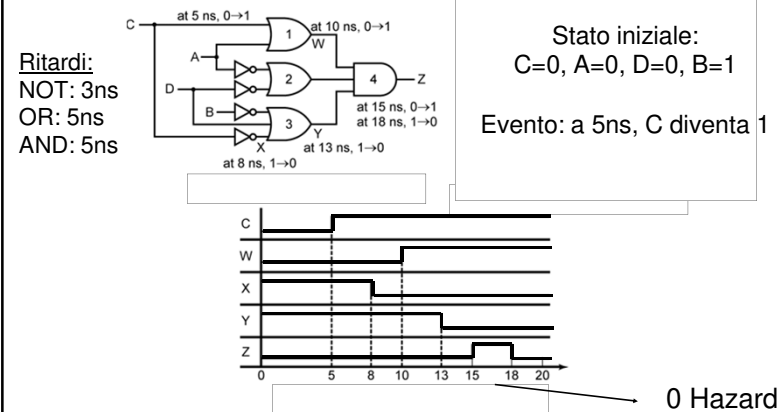 Ritardi:
NOT: 3ns
OR: 5ns
AND: 5ns
C
at 5 ns, 0→1
1
at 10 ns, 0→1
W
A
D
2
4
Z
B
3
at 15 ns, 0→1
at 18 ns, 1→0
X
Y
at 13 ns, 1→0
at 8 ns, 1→0
Stato iniziale:
C=0, A=0, D=0, B=1
Evento: a 5ns, C diventa 1
C
W
X
Y
Z
0 5 8 10 13 15 18 20
0 Hazard